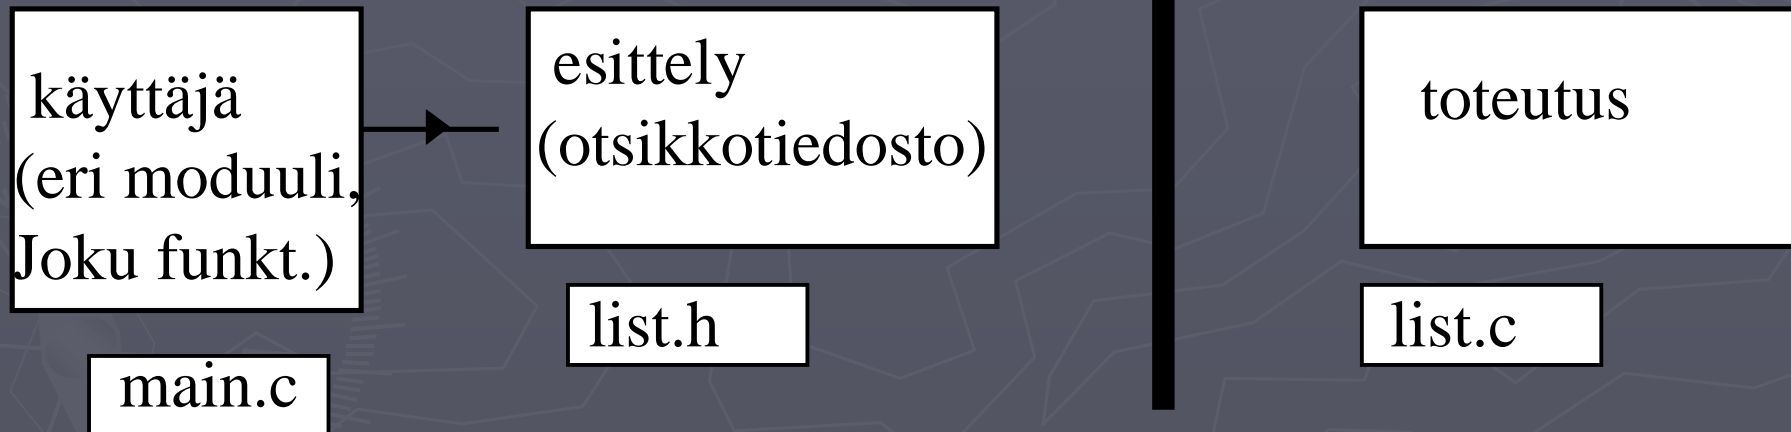 käyttäjä
(eri moduuli,
Joku funkt.)
main.c
esittely
(otsikkotiedosto)
list.h
toteutus
list.c